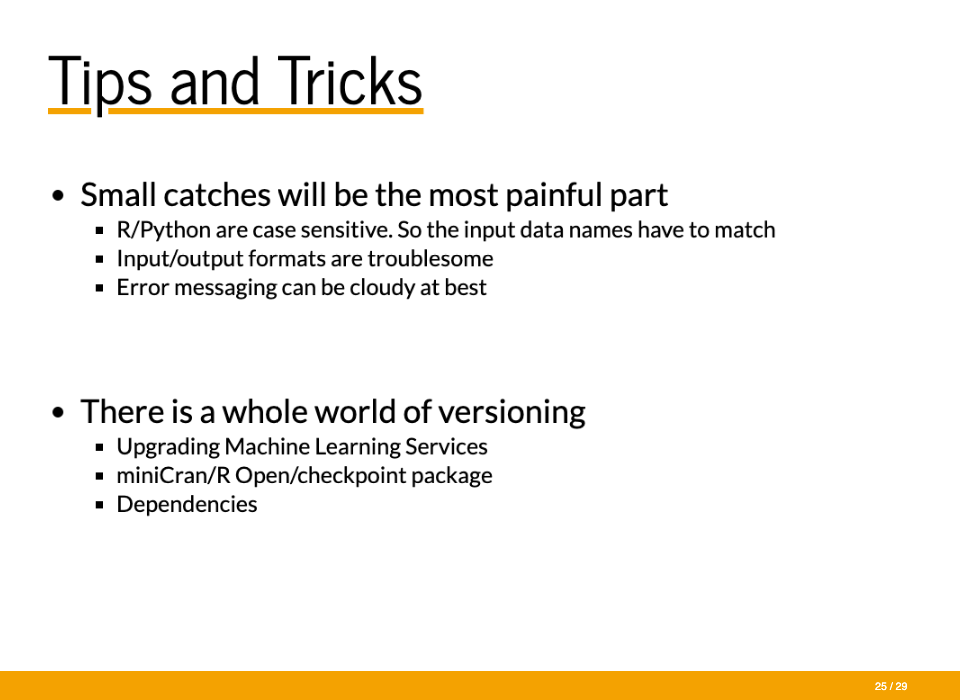 Tips and Tricks
• Small catches will be the most painful part
▪ R/Python are case sensitive. So the input data names have to match
▪ Input/output formats are troublesome
▪ Error messaging can be cloudy at best
• There is a whole world of versioning
▪ Upgrading Machine Learning Services
▪ miniCran/R Open/checkpoint package
▪ Dependencies
25 / 29